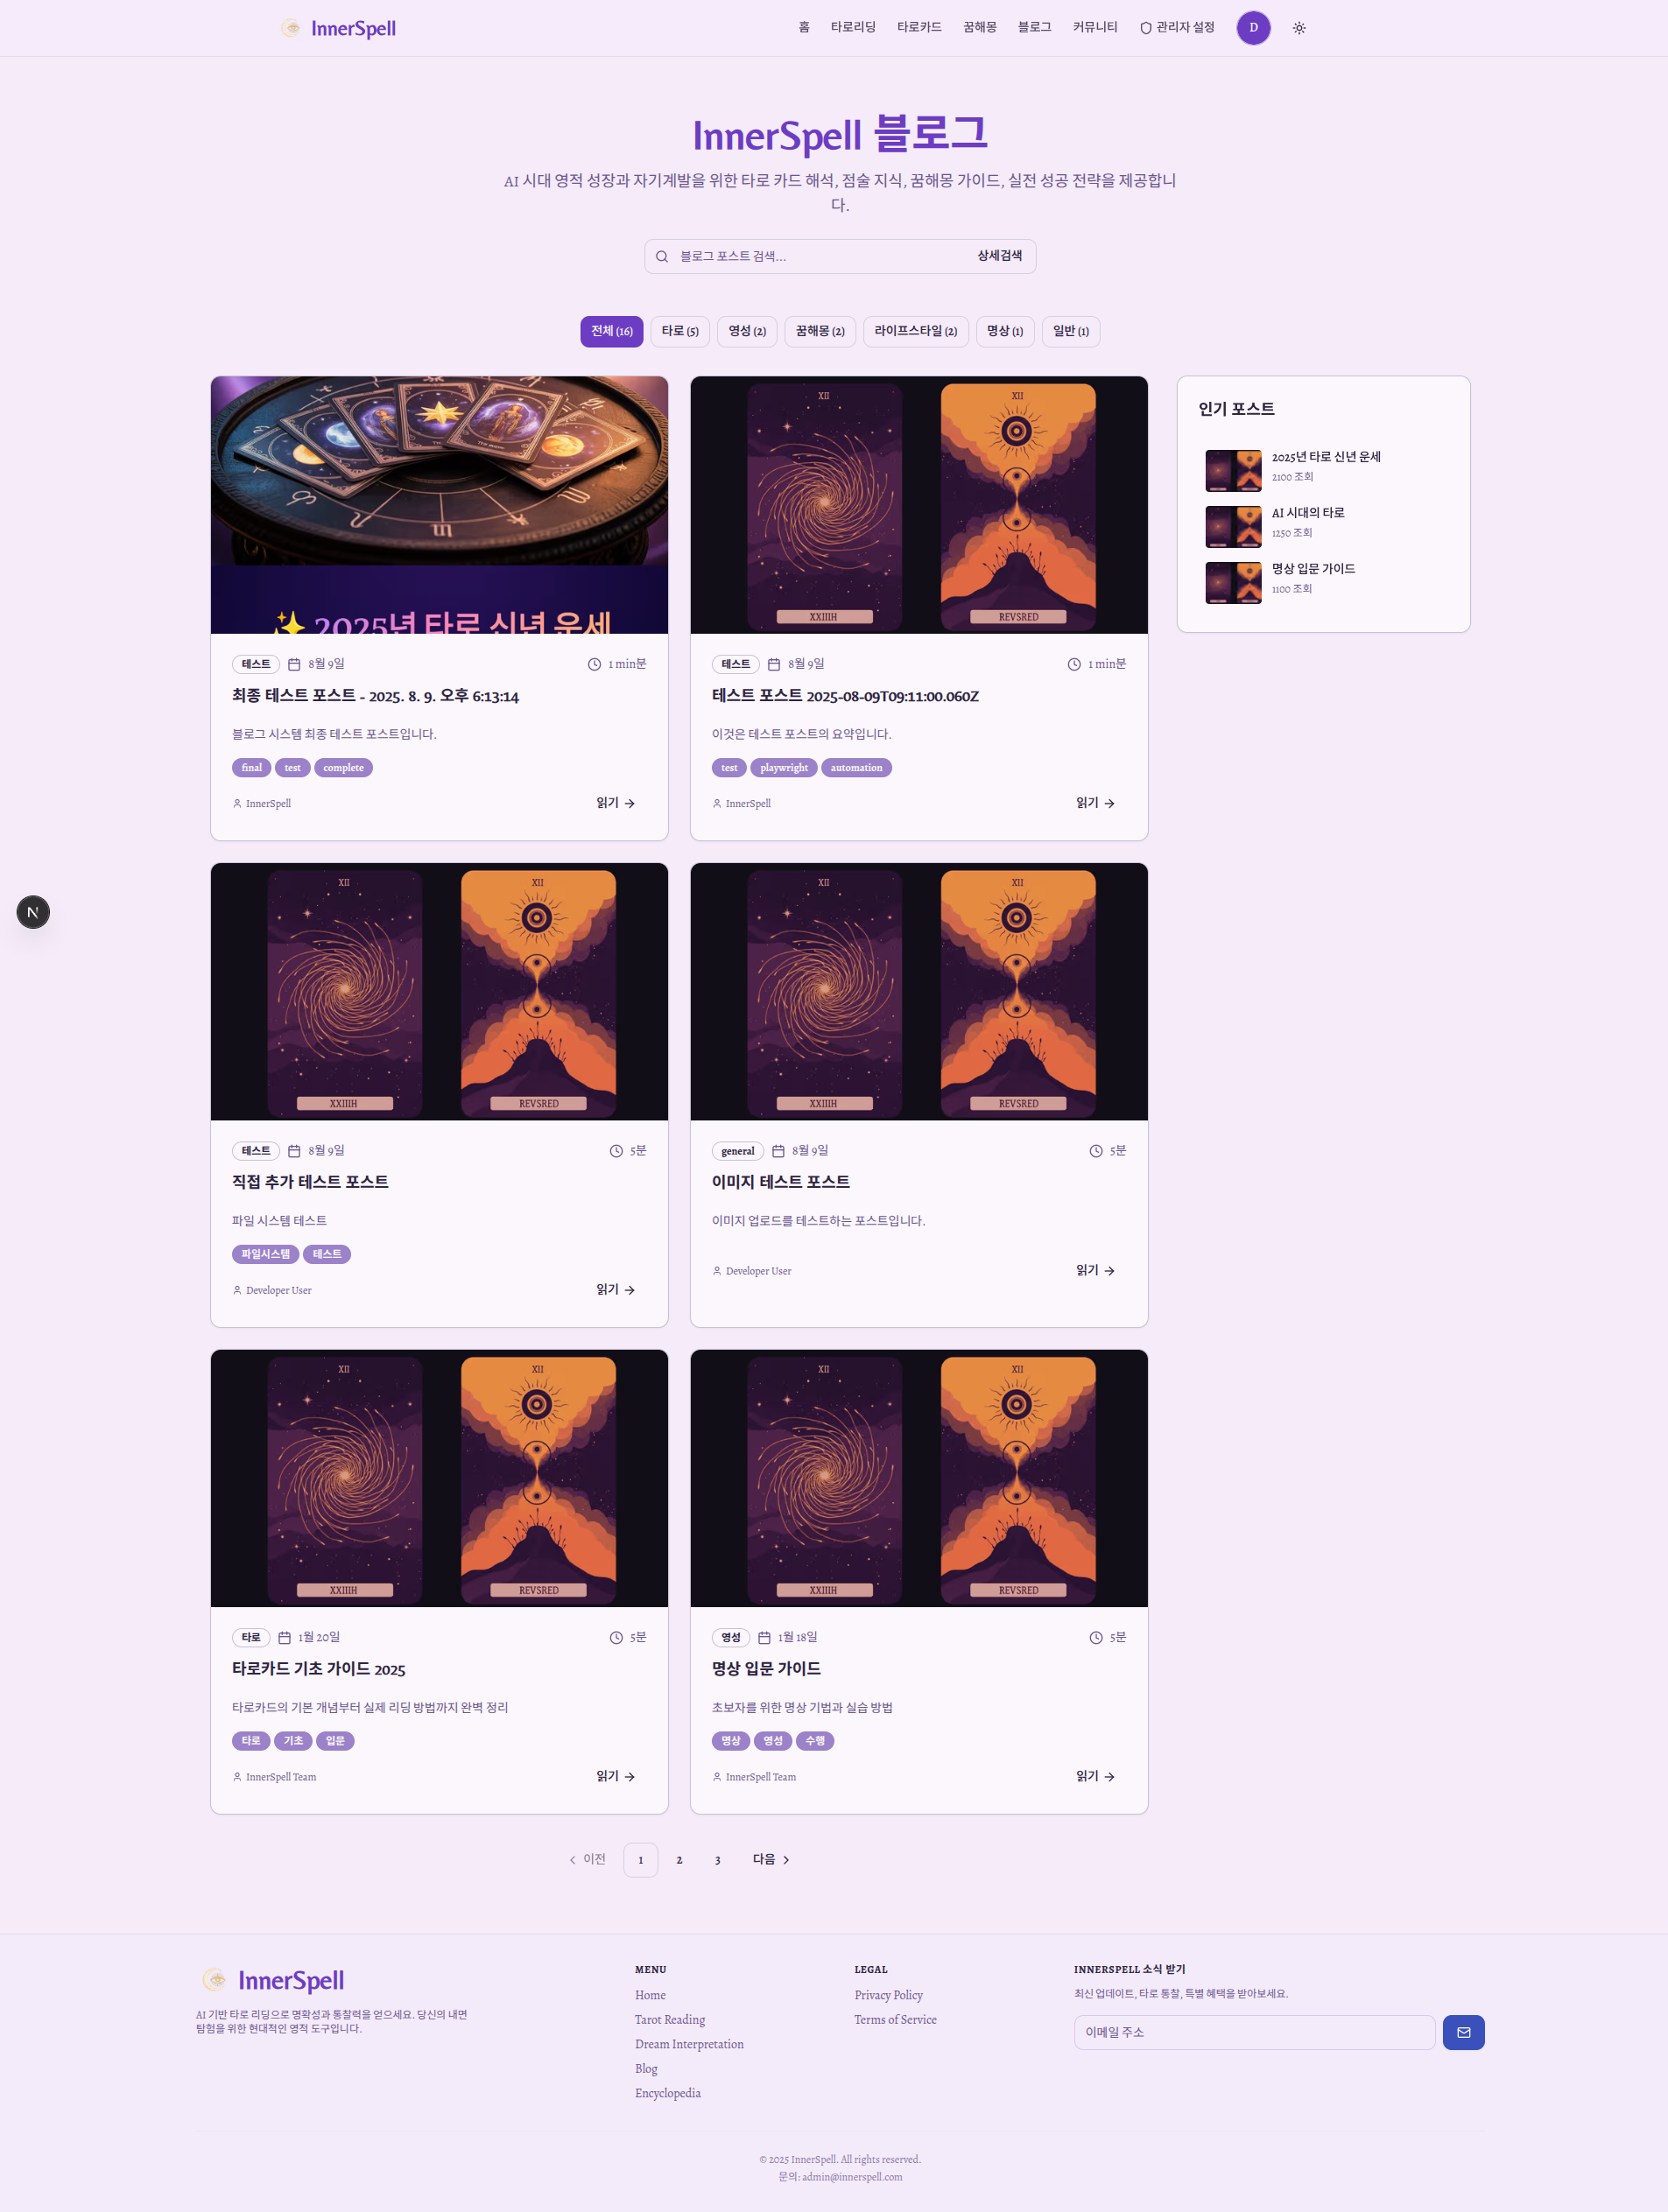 InnerSpell
홈 타로리딩 타로카드 꿈해몽 블로그 커뮤니티 관리자 설정 D
InnerSpell 블로그
AI 시대 영적 성장과 자기계발을 위한 타로 카드 해석, 점술 지식, 꿈해몽 가이드, 실전 성공 전략을 제공합니
다.
블로그 포스트 검색... 상세검색
전체 (16) 타로 (5) 영성 (2) 꿈해몽 (2) 라이프스타일 (2) 명상 (1) 일반 (1)
✨ 2025년 타로 신년 운세
테스트 8월 9일 1 min분
최종 테스트 포스트 - 2025. 8. 9. 오후 6:13:14
블로그 시스템 최종 테스트 포스트입니다.
final test complete
InnerSpell 읽기 →
XII XII
XXIIIH REVSRED
테스트 8월 9일 1 min분
테스트 포스트 2025-08-09T09:11:00.060Z
이것은 테스트 포스트의 요약입니다.
test playwright automation
InnerSpell 읽기 →
인기 포스트
2025년 타로 신년 운세
2100 조회
AI 시대의 타로
1250 조회
명상 입문 가이드
1100 조회
N
XII XII
XXIIIH REVSRED
테스트 8월 9일 5분
직접 추가 테스트 포스트
파일 시스템 테스트
파일시스템 테스트
Developer User 읽기 →
XII XII
XXIIIH REVSRED
general 8월 9일 5분
이미지 테스트 포스트
이미지 업로드를 테스트하는 포스트입니다.
Developer User 읽기 →
XII XII
XXIIIH REVSRED
타로 1월 20일 5분
타로카드 기초 가이드 2025
타로카드의 기본 개념부터 실제 리딩 방법까지 완벽 정리
타로 기초 입문
InnerSpell Team 읽기 →
XII XII
XXIIIH REVSRED
영성 1월 18일 5분
명상 입문 가이드
초보자를 위한 명상 기법과 실습 방법
명상 영성 수행
InnerSpell Team 읽기 →
이전 1 2 3 다음
InnerSpell
AI 기반 타로 리딩으로 명확성과 통찰력을 얻으세요. 당신의 내면
탐험을 위한 현대적인 영적 도구입니다.
MENU
Home
Tarot Reading
Dream Interpretation
Blog
Encyclopedia
LEGAL
Privacy Policy
Terms of Service
INNERSPELL 소식 받기
최신 업데이트, 타로 통찰, 특별 혜택을 받아보세요.
이메일 주소
© 2025 InnerSpell. All rights reserved.
문의: admin@innerspell.com